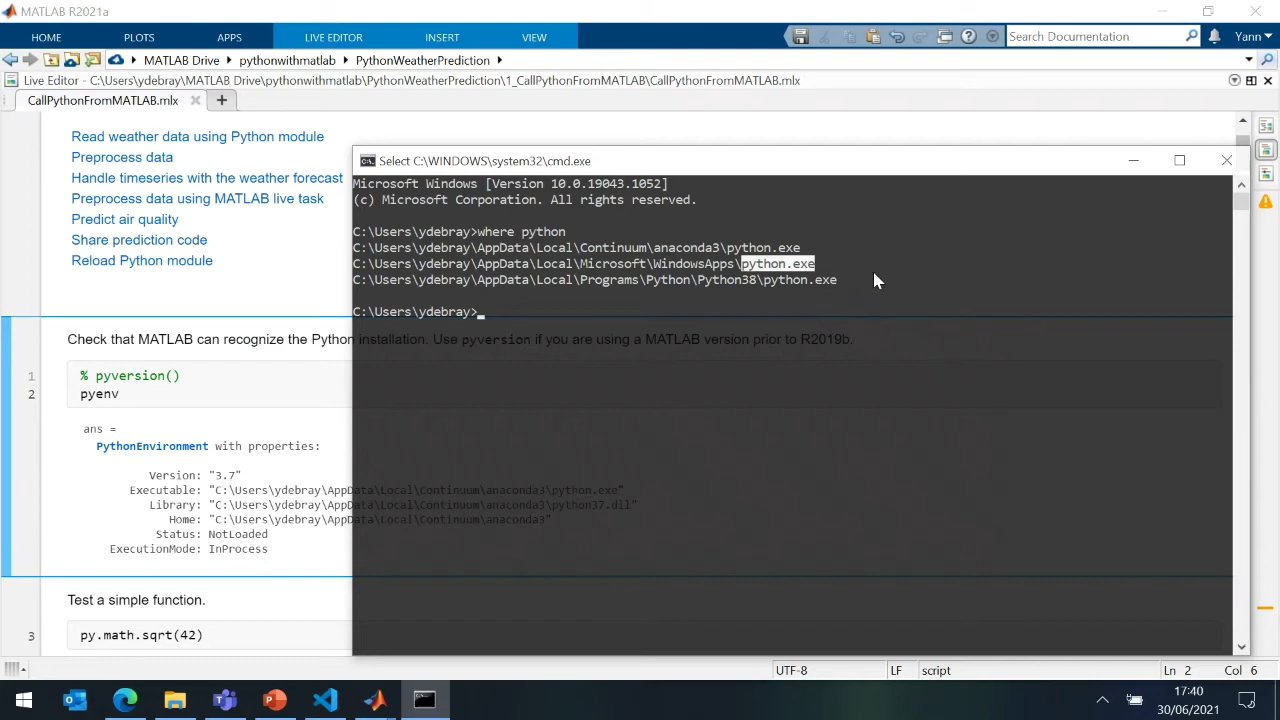 MATLAB R2021a
HOME PLOTS APPS LIVE EDITOR INSERT VIEW Search Documentation Yann
MATLAB Drive pythonwithmatlab PythonWeatherPrediction
Live Editor - C:\Users\ydebray\MATLAB Drive\pythonwithmatlab\PythonWeatherPrediction\1_CallPythonFromMATLAB\CallPythonFromMATLAB.mlx
CallPythonFromMATLAB.mlx
Read weather data using Python module
Preprocess data
Handle timeseries with the weather forecast
Preprocess data using MATLAB live task
Predict air quality
Share prediction code
Reload Python module
Select C:\WINDOWS\system32\cmd.exe
Microsoft Windows [Version 10.0.19043.1052]
(c) Microsoft Corporation. All rights reserved.
C:\Users\ydebray>where python
C:\Users\ydebray\AppData\Local\Continuum\anaconda3\python.exe
C:\Users\ydebray\AppData\Local\Microsoft\WindowsApps\python.exe
C:\Users\ydebray\AppData\Local\Programs\Python\Python38\python.exe
C:\Users\ydebray>
Check that MATLAB can recognize the Python installation. Use pyversion if you are using a MATLAB version prior to R2019b.
1 % pyversion()
2 pyenv
ans =
PythonEnvironment with properties:
Version: "3.7"
Executable: "C:\Users\ydebray\AppData\Local\Continuum\anaconda3\python.exe"
Library: "C:\Users\ydebray\AppData\Local\Continuum\anaconda3\python37.dll"
Home: "C:\Users\ydebray\AppData\Local\Continuum\anaconda3"
Status: NotLoaded
ExecutionMode: InProcess
Test a simple function.
3 py.math.sqrt(42)
UTF-8 LF script Ln 2 Col 6
17:40
30/06/2021